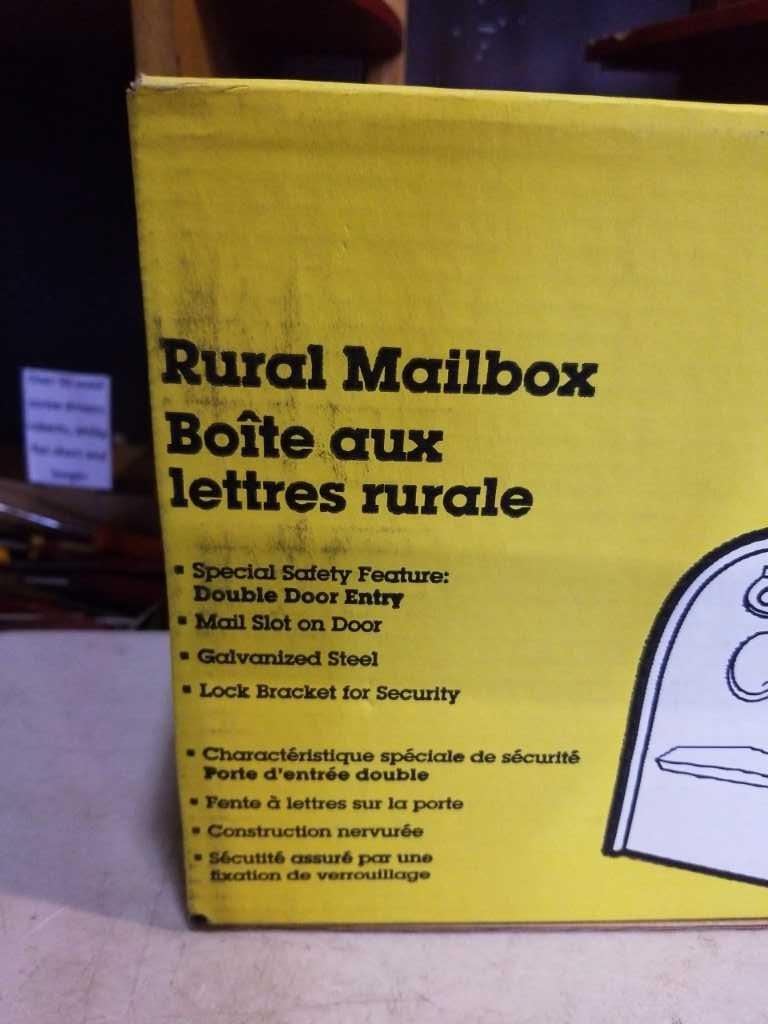 Rural Mailbox
Boîte aux
lettres rurale
▪ Special Safety Feature:
Double Door Entry
▪ Mail Slot on Door
▪ Galvanized Steel
▪ Lock Bracket for Security
▪ Charactéristique spéciale de sécurité
Porte d'entrée double
▪ Fente à lettres sur la porte
▪ Construction nervurée
▪ Sécutité assuré par une
fixation de verrouillage